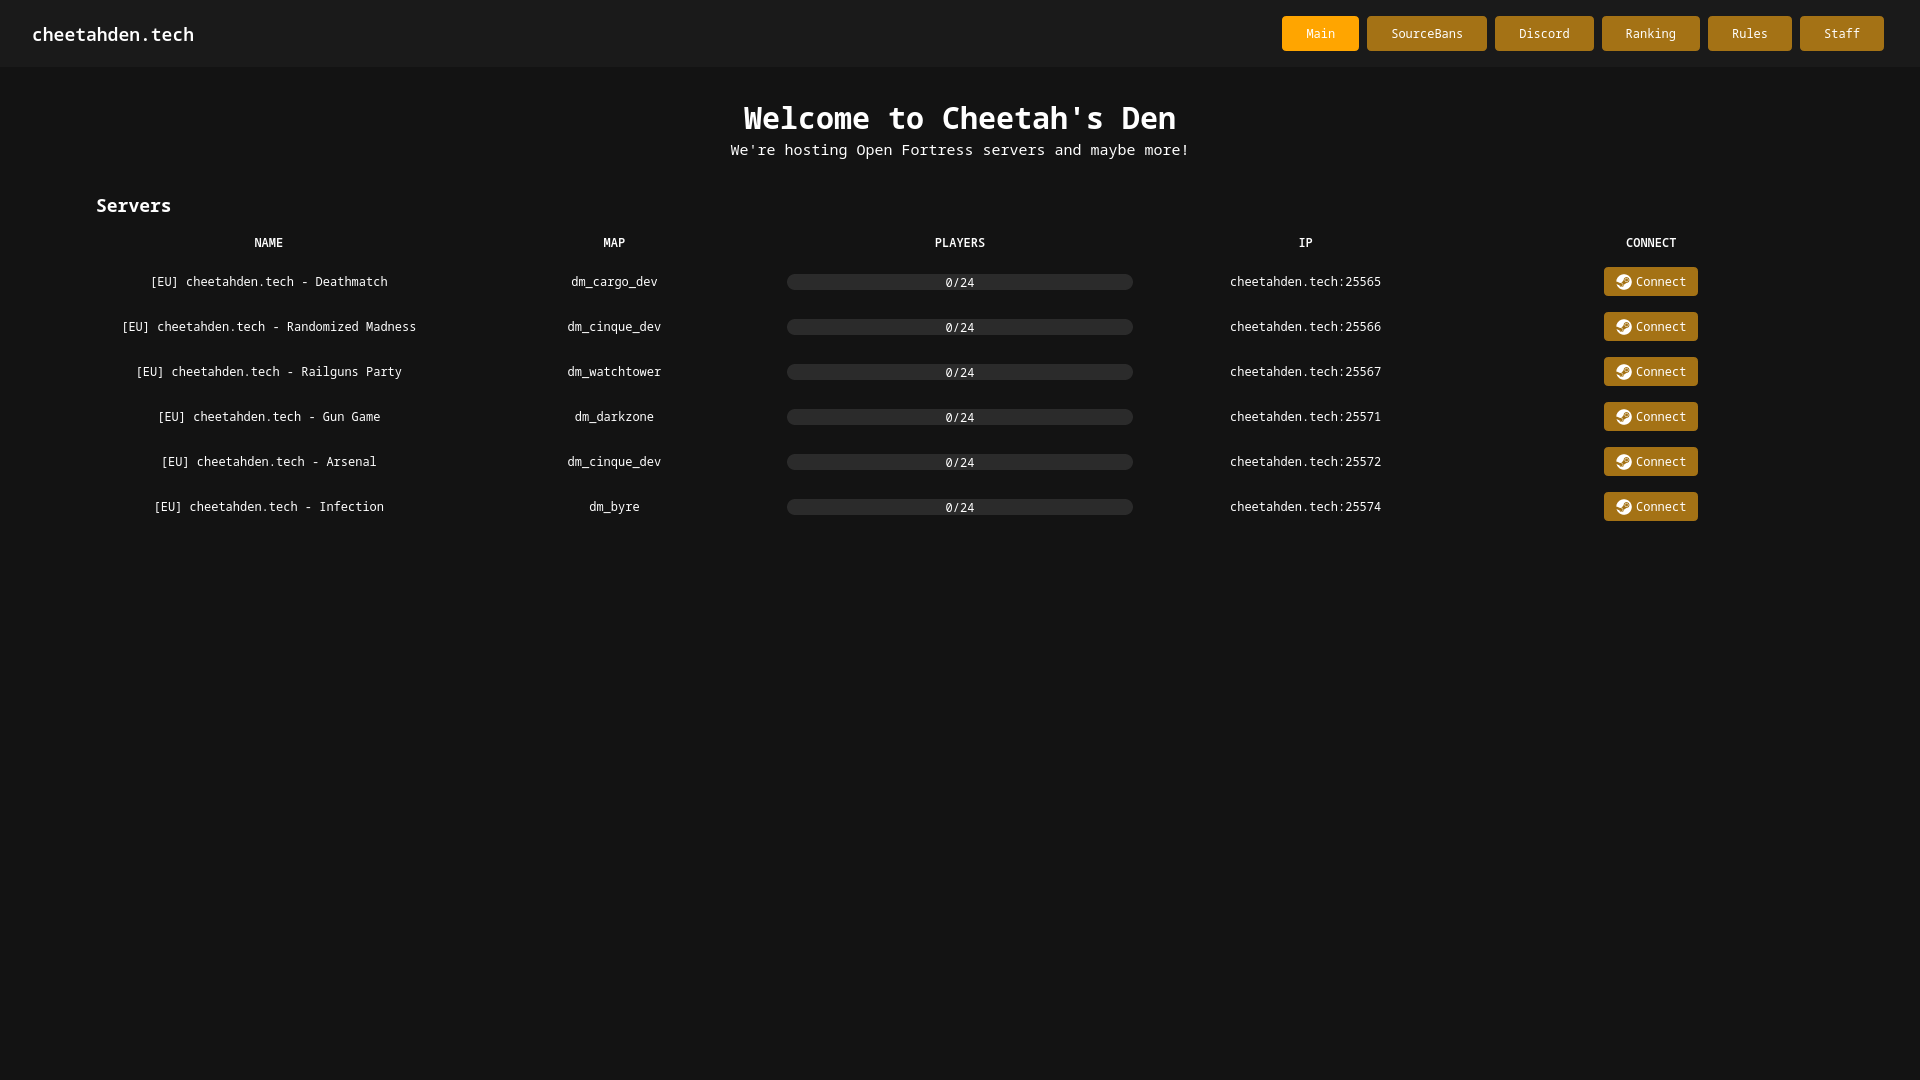 cheetahden.tech
Main SourceBans Discord Ranking Rules Staff
Welcome to Cheetah's Den
We're hosting Open Fortress servers and maybe more!
Servers
NAME MAP PLAYERS IP CONNECT
[EU] cheetahden.tech - Deathmatch dm_cargo_dev 0/24 cheetahden.tech:25565 Connect
[EU] cheetahden.tech - Randomized Madness dm_cinque_dev 0/24 cheetahden.tech:25566 Connect
[EU] cheetahden.tech - Railguns Party dm_watchtower 0/24 cheetahden.tech:25567 Connect
[EU] cheetahden.tech - Gun Game dm_darkzone 0/24 cheetahden.tech:25571 Connect
[EU] cheetahden.tech - Arsenal dm_cinque_dev 0/24 cheetahden.tech:25572 Connect
[EU] cheetahden.tech - Infection dm_byre 0/24 cheetahden.tech:25574 Connect